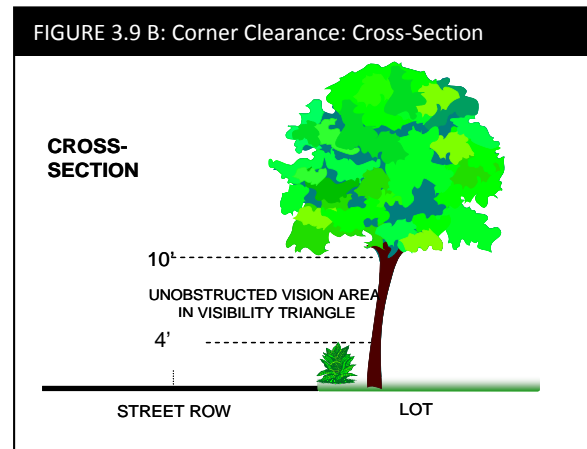 FIGURE 3.9 B: Corner Clearance: Cross-Section
CROSS-
SECTION
10'
UNOBSTRUCTED VISION AREA
IN VISIBILITY TRIANGLE
4'
STREET ROW
LOT